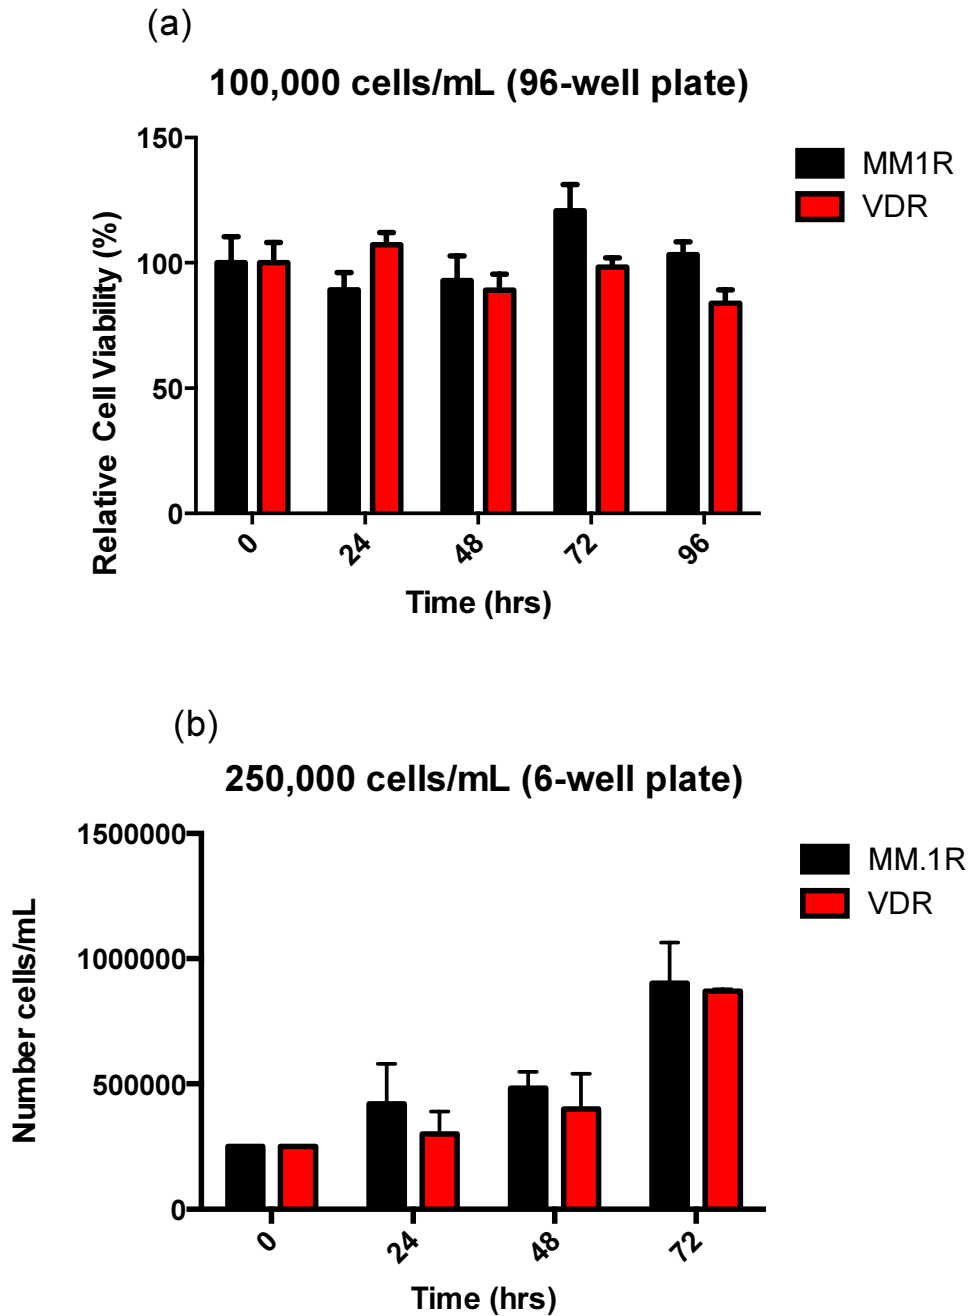 (a)
100,000 cells/mL (96-well plate)
150
100
50
0
Relative Cell Viability (%)
0
24
48
72
96
Time (hrs)
MM1R
VDR
(b)
250,000 cells/mL (6-well plate)
1500000
1000000
500000
0
Number cells/mL
0
24
48
72
Time (hrs)
MM.1R
VDR